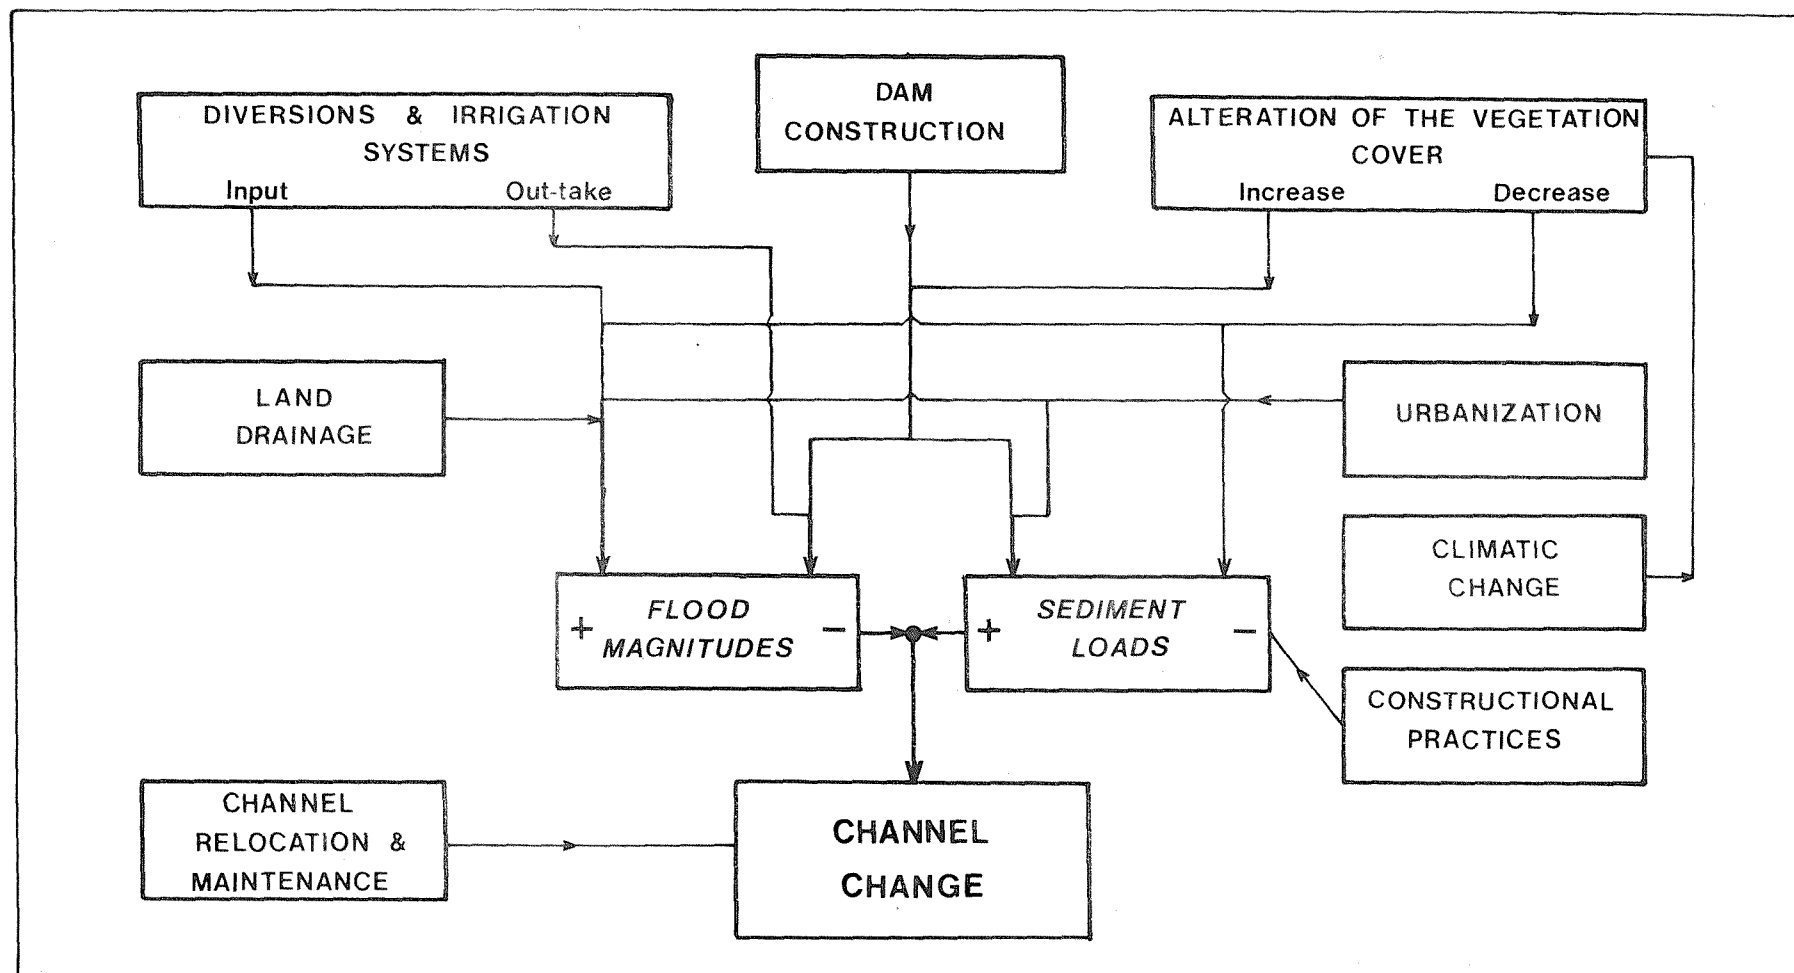 DAM
CONSTRUCTION
DIVERSIONS & IRRIGATION
SYSTEMS
Input Out-take
ALTERATION OF THE VEGETATION
COVER
Increase Decrease
LAND
DRAINAGE
URBANIZATION
CLIMATIC
CHANGE
+ FLOOD
MAGNITUDES −
+ SEDIMENT
LOADS −
CONSTRUCTIONAL
PRACTICES
CHANNEL
RELOCATION &
MAINTENANCE
CHANNEL
CHANGE